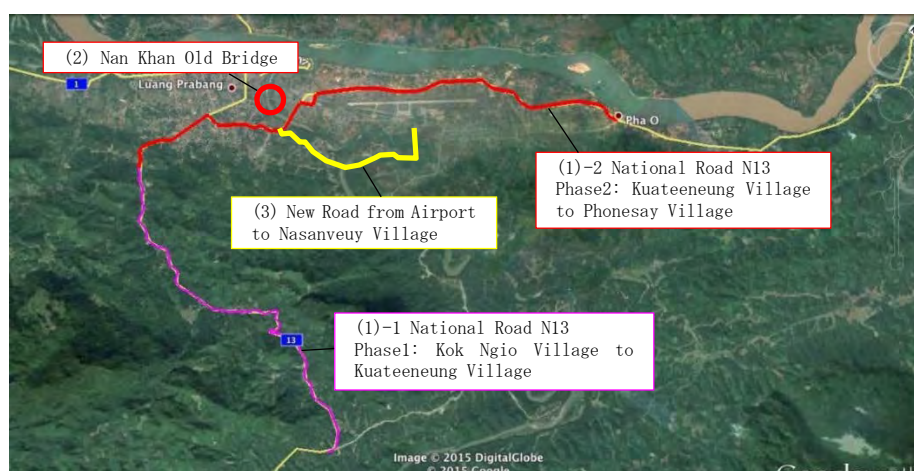 (2) Nan Khan Old Bridge
1
Luang Prabang
Pha O
(1)-2 National Road N13
Phase2: Kuateeneung Village
to Phonesay Village
(3) New Road from Airport
to Nasanveuy Village
(1)-1 National Road N13
Phase1: Kok Ngio Village to
Kuateeneung Village
13
Image © 2015 DigitalGlobe
© 2015 Google